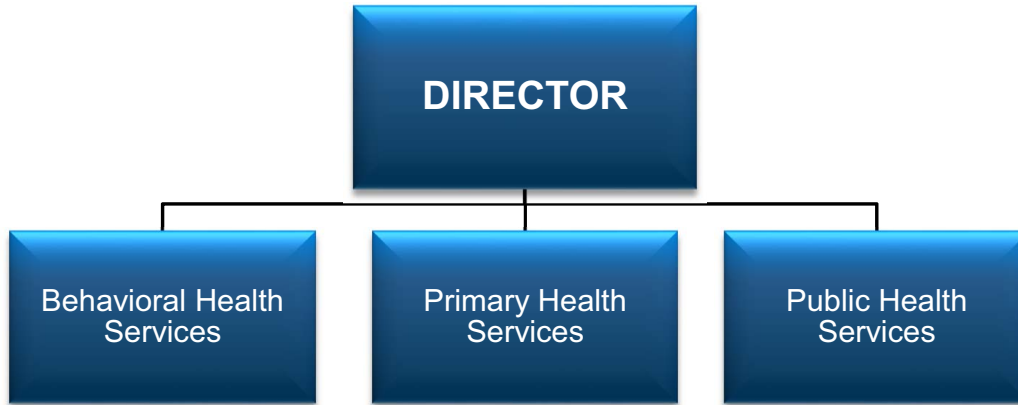 DIRECTOR
Behavioral Health
Services
Primary Health
Services
Public Health
Services